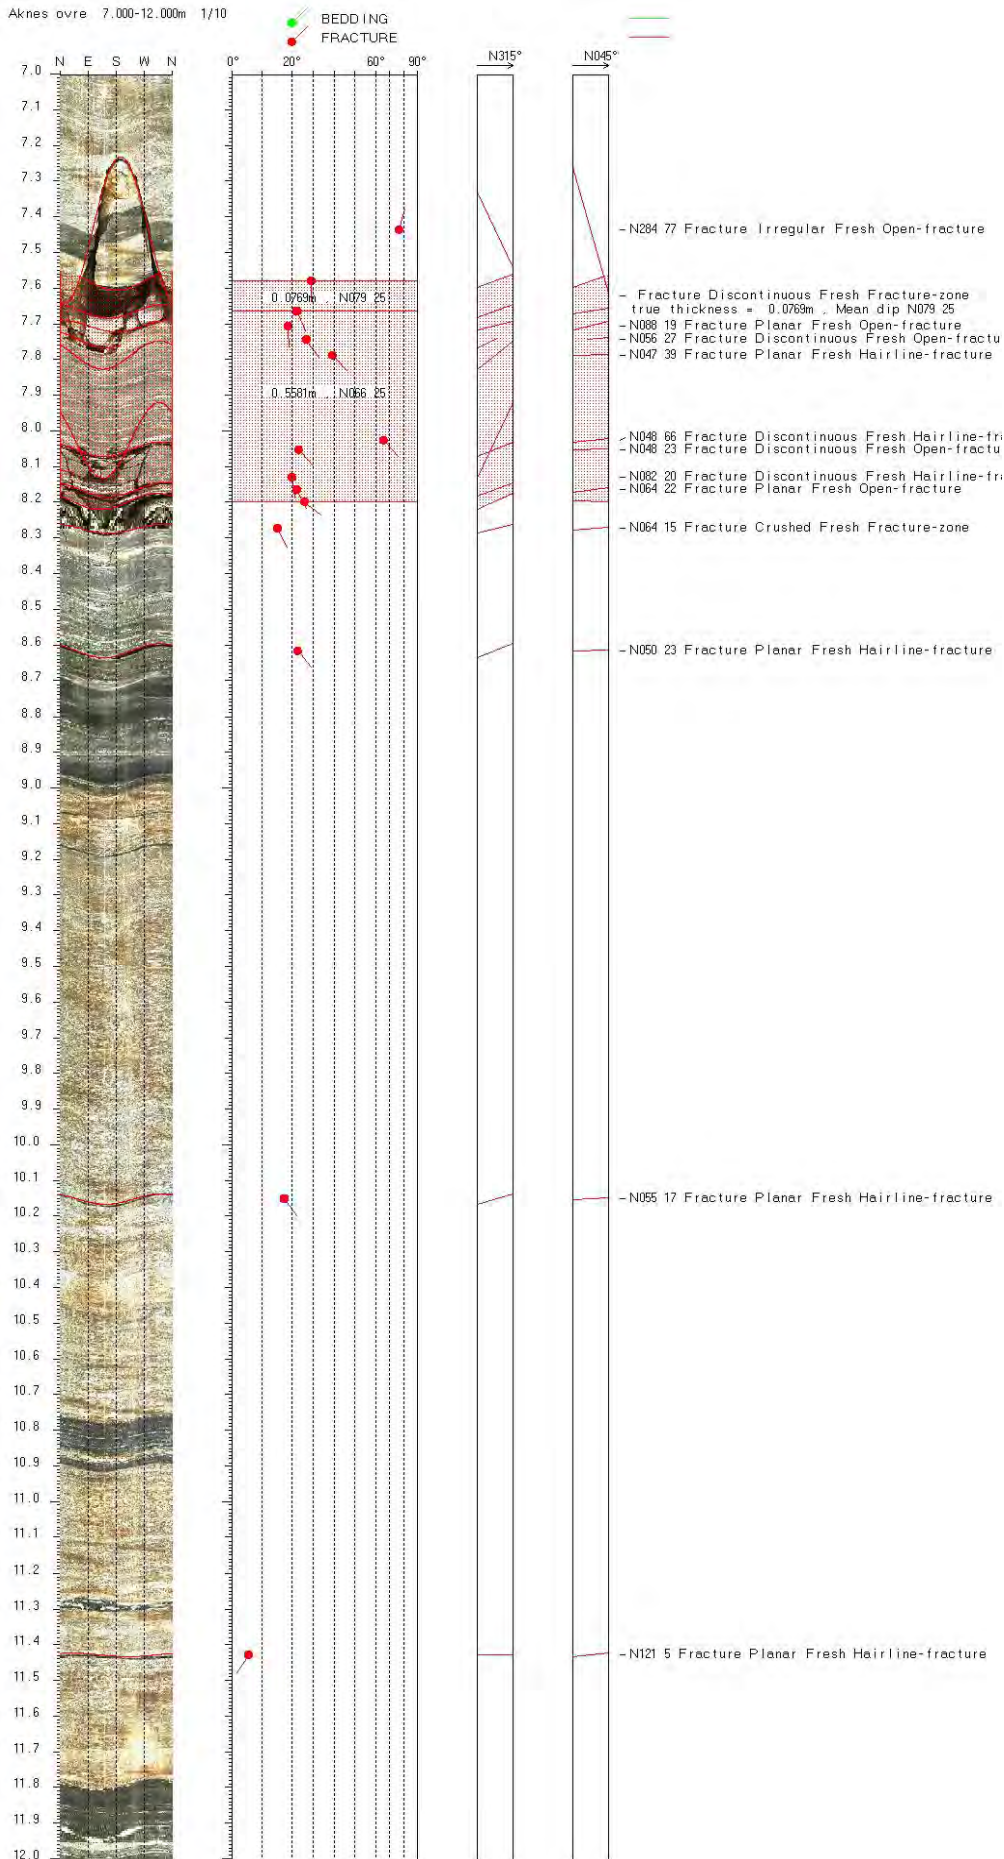 Aknes ovre 7.000-12.000m 1/10
BEDDING
FRACTURE
N E S W N
0° 20° 60° 90°
N315°
N045°
7.0
7.1
7.2
7.3
7.4
N284 77 Fracture Irregular Fresh Open-fracture
7.5
7.6
Fracture Discontinuous Fresh Fracture-zone
0.0769m . N079 25
true thickness = 0.0769m . Mean dip N079 25
7.7
N088 19 Fracture Planar Fresh Open-fracture
N056 27 Fracture Discontinuous Fresh Open-fractu
7.8
N047 39 Fracture Planar Fresh Hairline-fracture
7.9
0.5581m . N066 25
8.0
N048 66 Fracture Discontinuous Fresh Hairline-fra
N048 23 Fracture Discontinuous Fresh Open-fractu
8.1
N082 20 Fracture Discontinuous Fresh Hairline-fra
N064 22 Fracture Planar Fresh Open-fracture
8.2
N064 15 Fracture Crushed Fresh Fracture-zone
8.3
8.4
8.5
8.6
N050 23 Fracture Planar Fresh Hairline-fracture
8.7
8.8
8.9
9.0
9.1
9.2
9.3
9.4
9.5
9.6
9.7
9.8
9.9
10.0
10.1
N055 17 Fracture Planar Fresh Hairline-fracture
10.2
10.3
10.4
10.5
10.6
10.7
10.8
10.9
11.0
11.1
11.2
11.3
11.4
N121 5 Fracture Planar Fresh Hairline-fracture
11.5
11.6
11.7
11.8
11.9
12.0